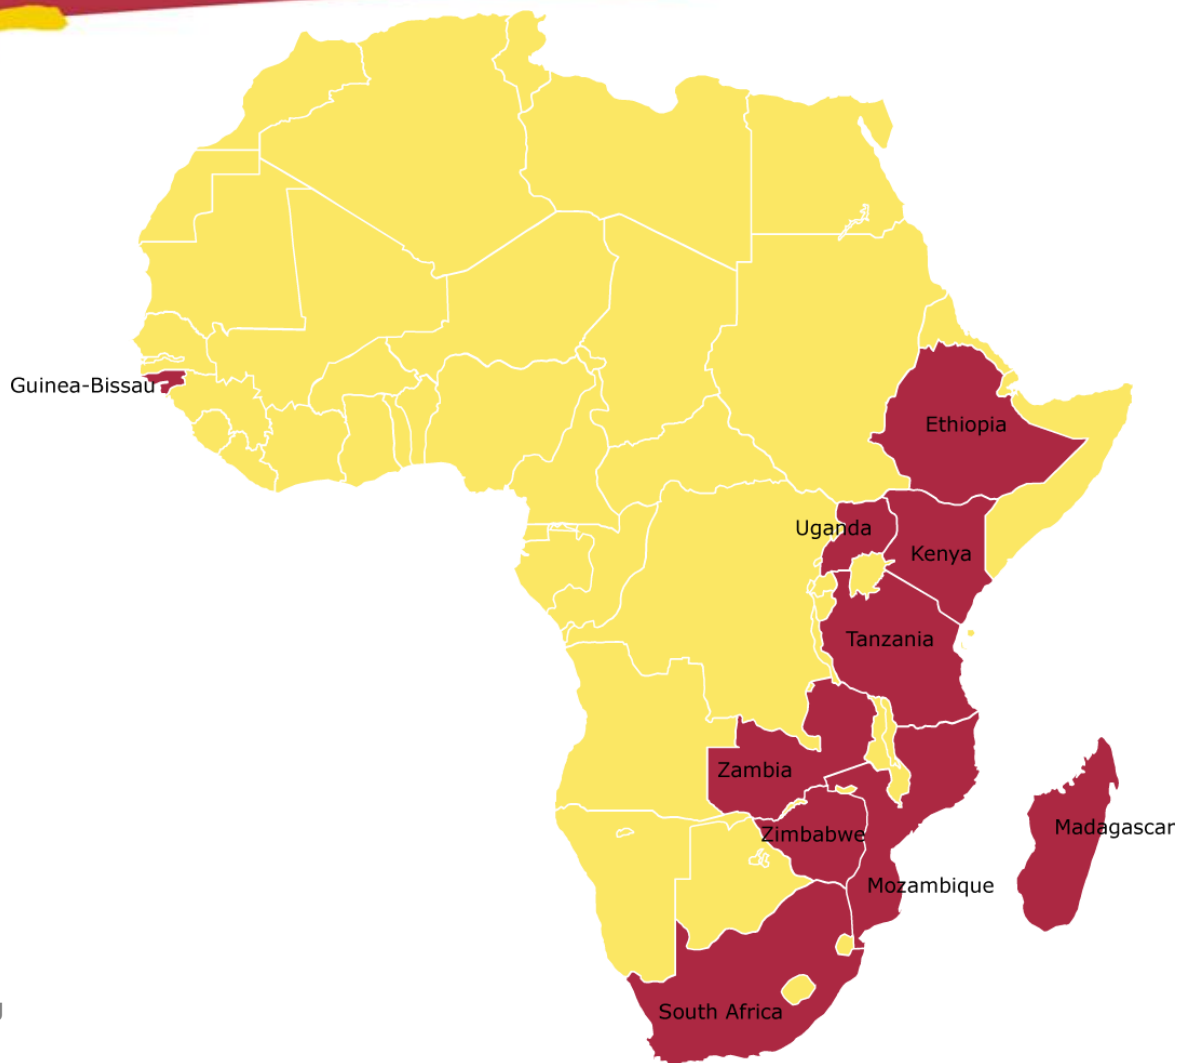 Guinea-Bissau
Ethiopia
Uganda
Kenya
Tanzania
Zambia
Madagascar
Zimbabwe
Mozambique
South Africa